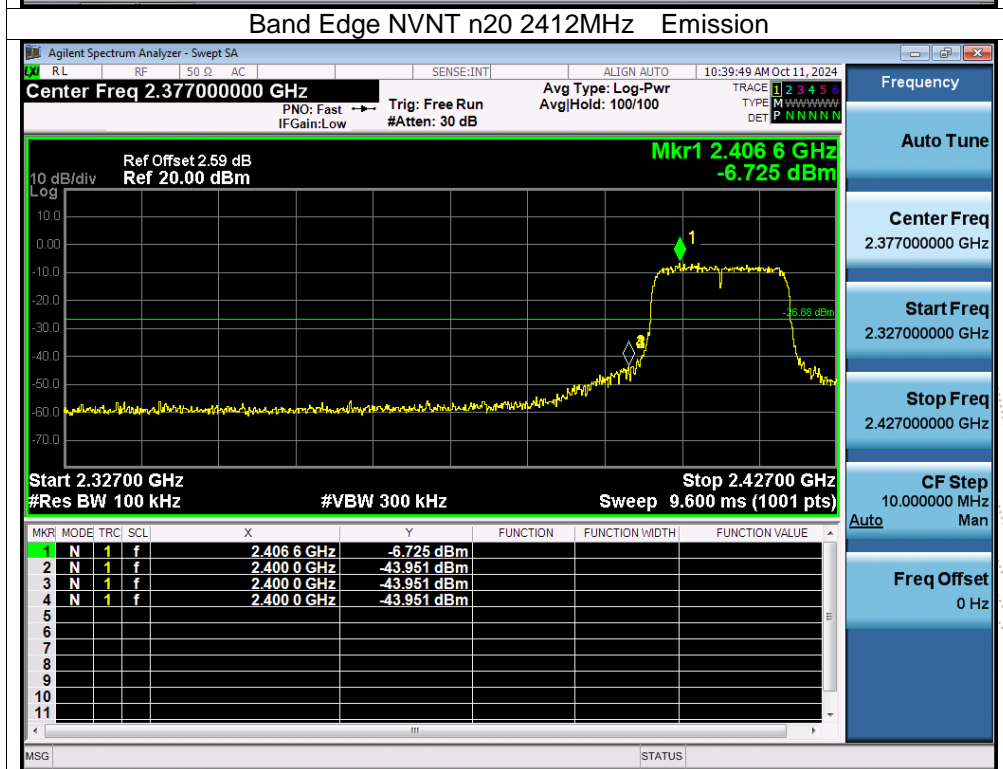 Band Edge NVNT n20 2412MHz Emission
Agilent Spectrum Analyzer - Swept SA
LXI RL RF 50 Ω AC SENSE:INT ALIGN AUTO 10:39:49 AM Oct 11, 2024
Center Freq 2.377000000 GHz
PNO: Fast
IFGain:Low
Trig: Free Run
#Atten: 30 dB
Avg Type: Log-Pwr
Avg|Hold: 100/100
TRACE 1 2 3 4 5 6
TYPE M WWWWW
DET P N N N N N
Mkr1 2.406 6 GHz
-6.725 dBm
Ref Offset 2.59 dB
10 dB/div Ref 20.00 dBm
Log
10.0
0.00
-10.0
-20.0
-30.0
-40.0
-50.0
-60.0
-70.0
1
-26.88 dBm
Start 2.32700 GHz Stop 2.42700 GHz
#Res BW 100 kHz #VBW 300 kHz Sweep 9.600 ms (1001 pts)
MKR MODE TRC SCL X Y FUNCTION FUNCTION WIDTH FUNCTION VALUE
1 N 1 f 2.406 6 GHz -6.725 dBm
2 N 1 f 2.400 0 GHz -43.951 dBm
3 N 1 f 2.400 0 GHz -43.951 dBm
4 N 1 f 2.400 0 GHz -43.951 dBm
5
6
7
8
9
10
11
MSG STATUS
Frequency
Auto Tune
Center Freq
2.377000000 GHz
Start Freq
2.327000000 GHz
Stop Freq
2.427000000 GHz
CF Step
10.000000 MHz
Auto Man
Freq Offset
0 Hz